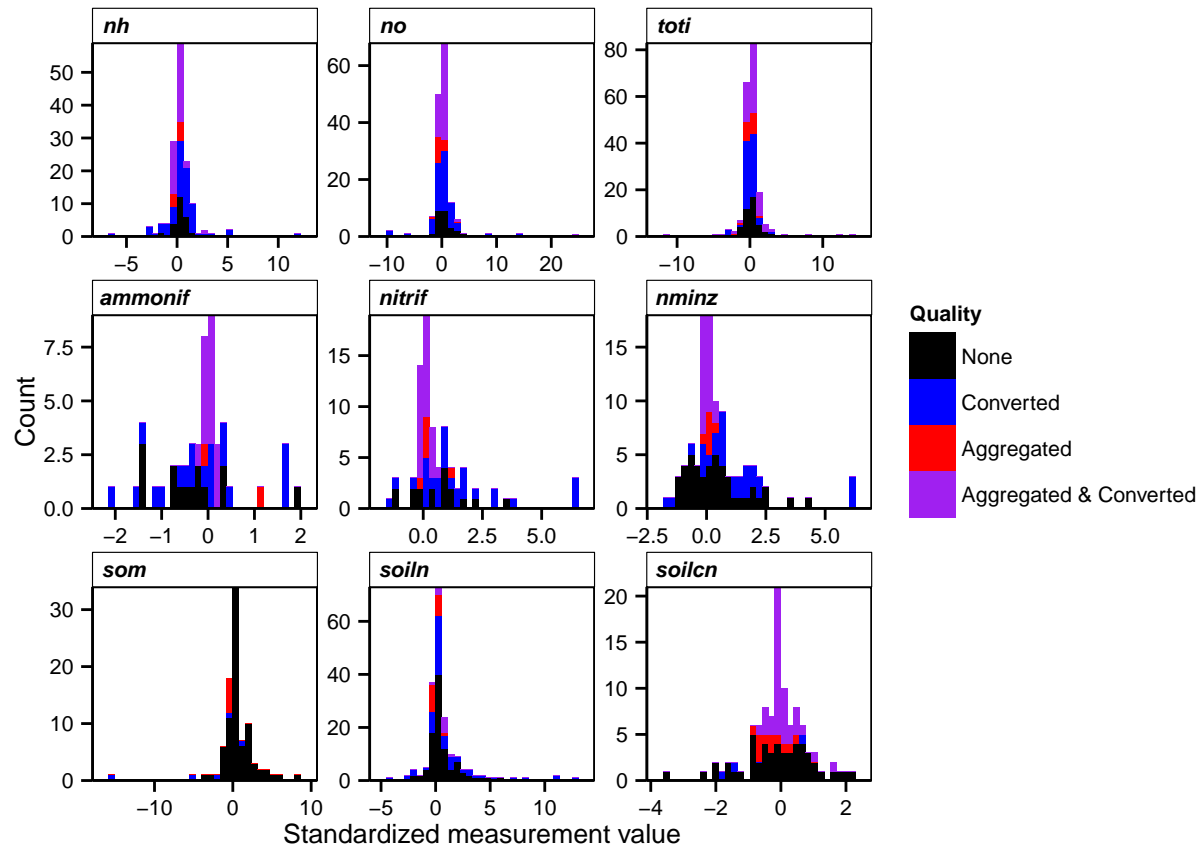 nh no toti
50
40
30
20
10
0
60
40
20
0
80
60
40
20
0
−5 0 5 10
−10 0 10 20
−10 0 10
ammonif nitrif nminz
7.5
5.0
2.5
0.0
15
10
5
0
15
10
5
0
−2 −1 0 1 2
0.0 2.5 5.0
−2.5 0.0 2.5 5.0
som soiln soilcn
30
20
10
0
60
40
20
0
20
15
10
5
0
−10 0 10
−5 0 5 10
−4 −2 0 2
Standardized measurement value
Count
Quality
None
Converted
Aggregated
Aggregated & Converted